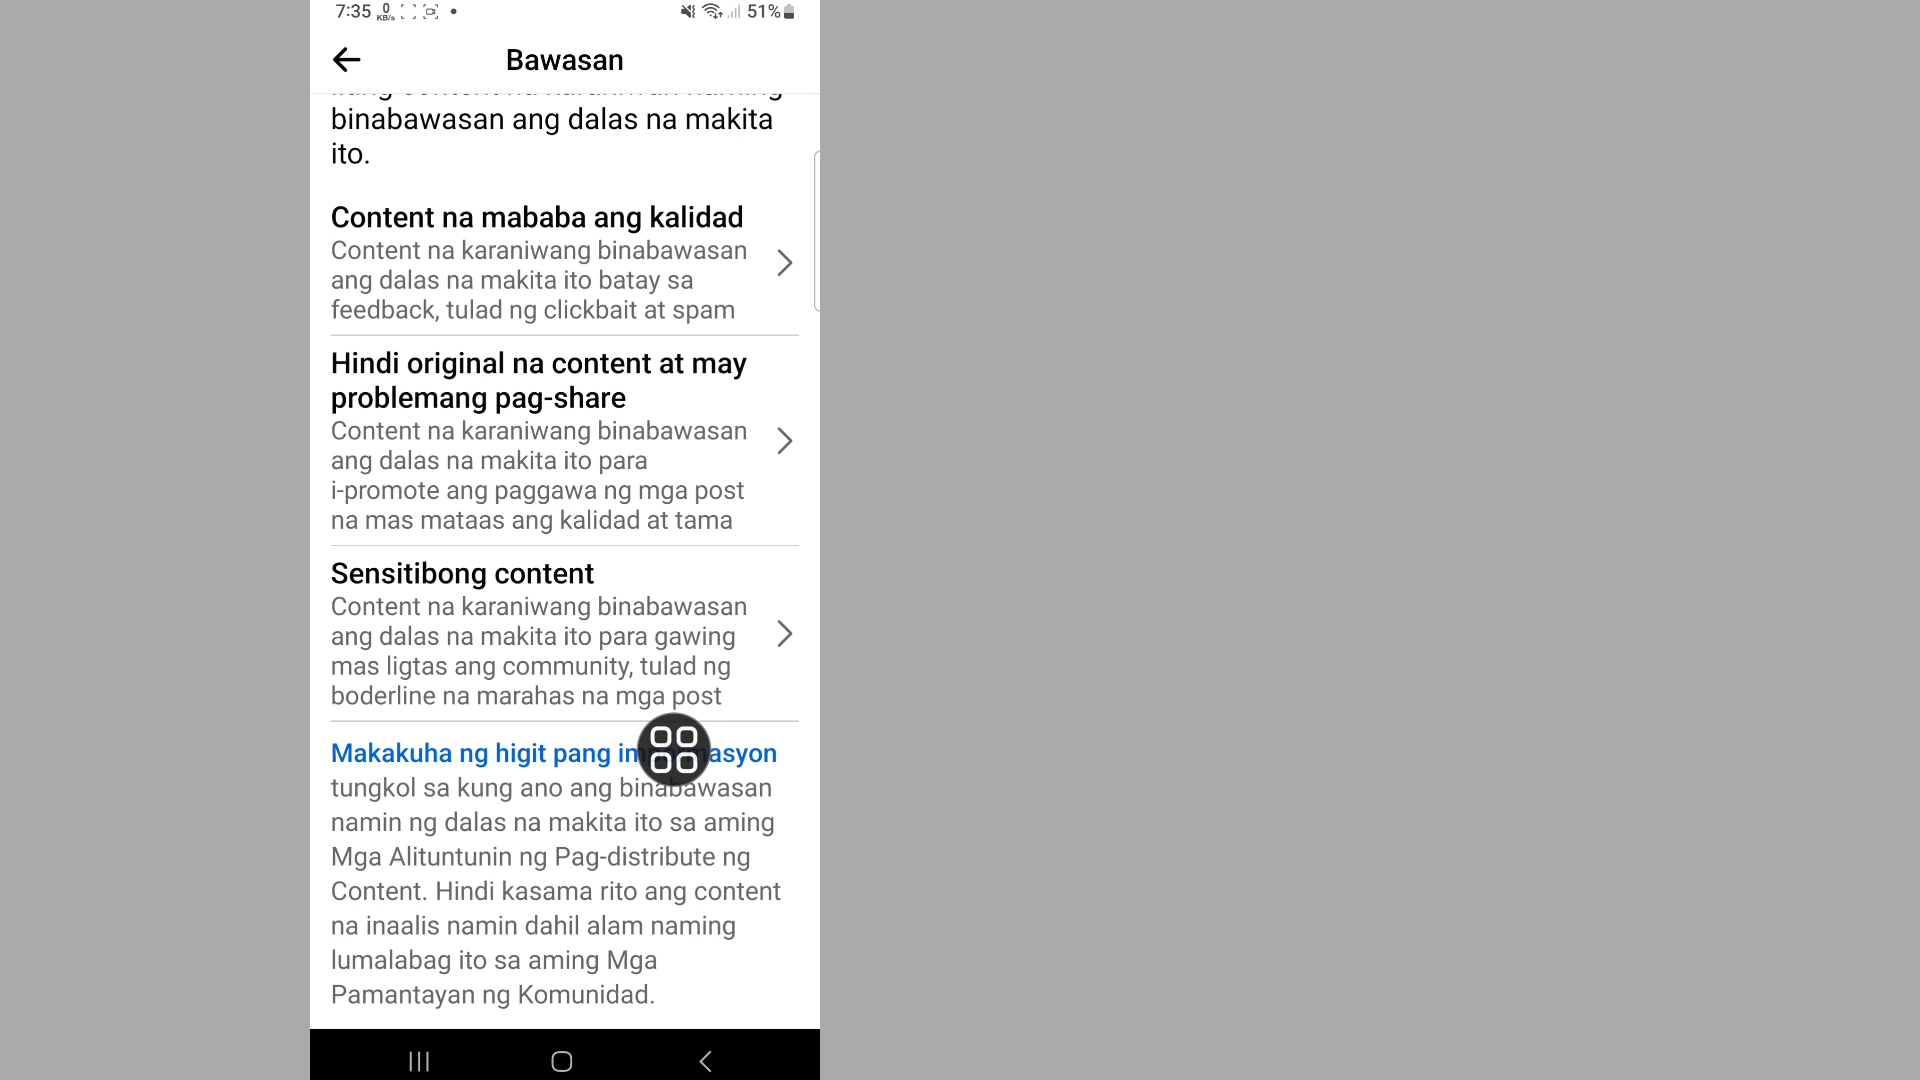 7:35 0 KB/s 51%
Bawasan
binabawasan ang dalas na makita
ito.
Content na mababa ang kalidad
Content na karaniwang binabawasan
ang dalas na makita ito batay sa
feedback, tulad ng clickbait at spam
Hindi original na content at may
problemang pag-share
Content na karaniwang binabawasan
ang dalas na makita ito para
i-promote ang paggawa ng mga post
na mas mataas ang kalidad at tama
Sensitibong content
Content na karaniwang binabawasan
ang dalas na makita ito para gawing
mas ligtas ang community, tulad ng
boderline na marahas na mga post
Makakuha ng higit pang
tungkol sa kung ano ang binabawasan
namin ng dalas na makita ito sa aming
Mga Alituntunin ng Pag-distribute ng
Content. Hindi kasama rito ang content
na inaalis namin dahil alam naming
lumalabag ito sa aming Mga
Pamantayan ng Komunidad.